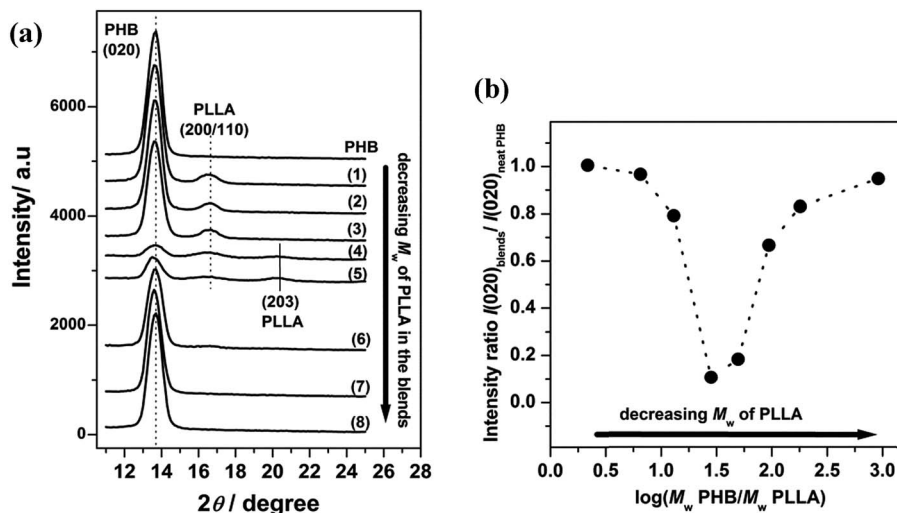 (a)
PHB
(020)
PLLA
(200/110)
PHB
(1)
(2)
(3)
(4)
(5)
(203)
PLLA
(6)
(7)
(8)
decreasing Mw of PLLA in the blends
6000
4000
2000
0
Intensity/ a.u
12 14 16 18 20 22 24 26 28
2θ / degree
(b)
1.0
0.8
0.6
0.4
0.2
0.0
Intensity ratio I(020)blends/ I(020)neat PHB
decreasing Mw of PLLA
0.0 0.5 1.0 1.5 2.0 2.5 3.0
log(Mw PHB/Mw PLLA)